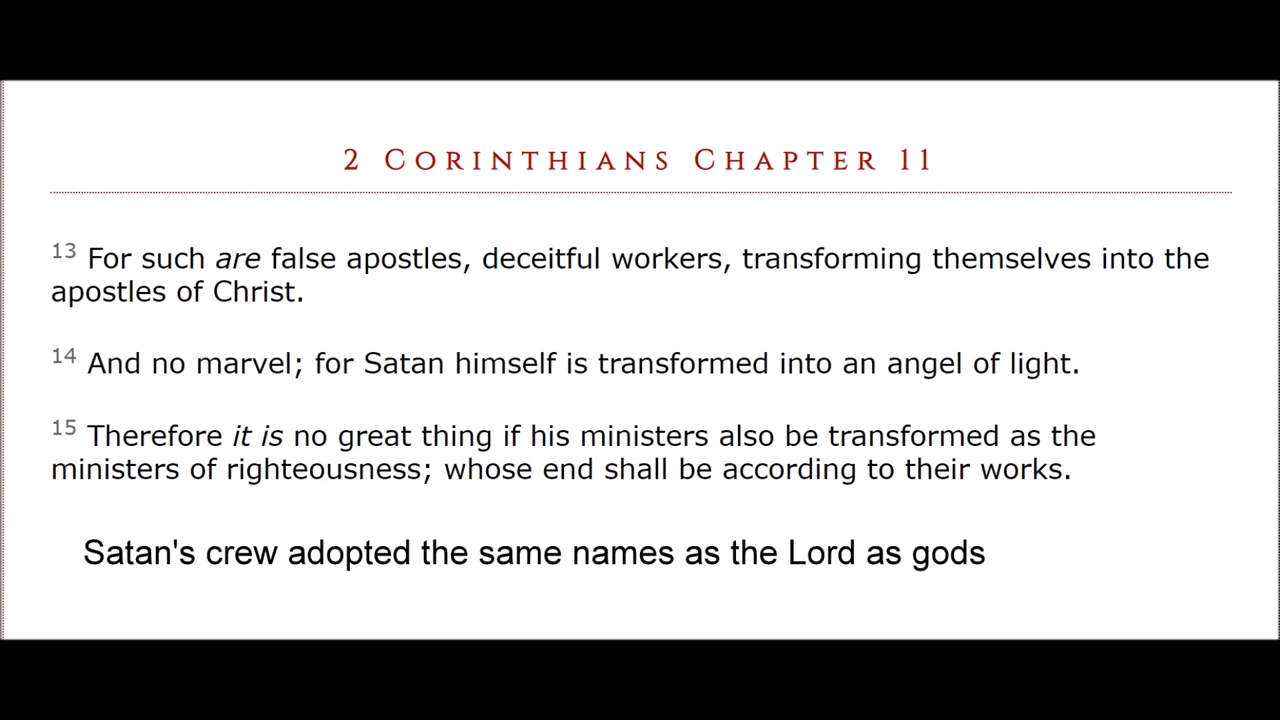 2 Corinthians Chapter 11
13 For such are false apostles, deceitful workers, transforming themselves into the
apostles of Christ.
14 And no marvel; for Satan himself is transformed into an angel of light.
15 Therefore it is no great thing if his ministers also be transformed as the
ministers of righteousness; whose end shall be according to their works.
Satan's crew adopted the same names as the Lord as gods